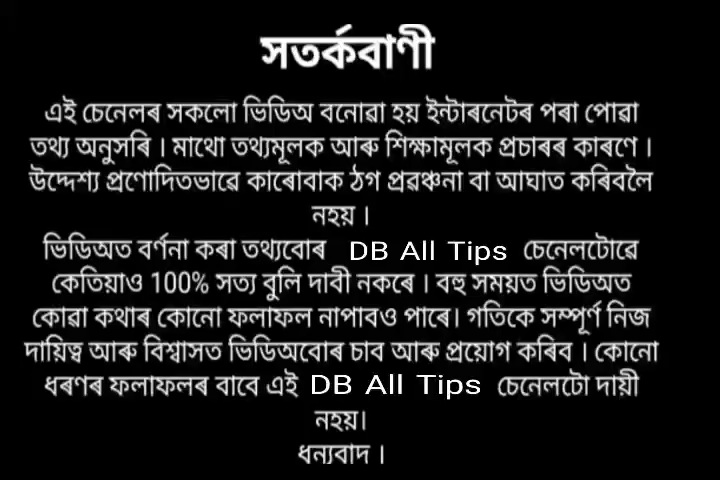 সতৰ্কবাণী
এই চেনেলৰ সকলো ভিডিঅ বনোৱা হয় ইন্টাৰনেটৰ পৰা পোৱা
তথ্য অনুসৰি । মাথো তথ্যমূলক আৰু শিক্ষামূলক প্ৰচাৰৰ কাৰণে ।
উদ্দেশ্য প্ৰণোদিতভাৱে কাৰোবাক ঠগ প্ৰৱঞ্চনা বা আঘাত কৰিবলৈ
নহয় ।
ভিডিঅত বৰ্ণনা কৰা তথ্যবোৰ DB All Tips চেনেলটোৱে
কেতিয়াও 100% সত্য বুলি দাবী নকৰে । বহু সময়ত ভিডিঅত
কোৱা কথাৰ কোনো ফলাফল নাপাবও পাৰে। গতিকে সম্পূৰ্ণ নিজ
দায়িত্ব আৰু বিশ্বাসত ভিডিঅবোৰ চাব আৰু প্ৰয়োগ কৰিব । কোনো
ধৰণৰ ফলাফলৰ বাবে এই DB All Tips চেনেলটো দায়ী
নহয়।
ধন্যবাদ ।